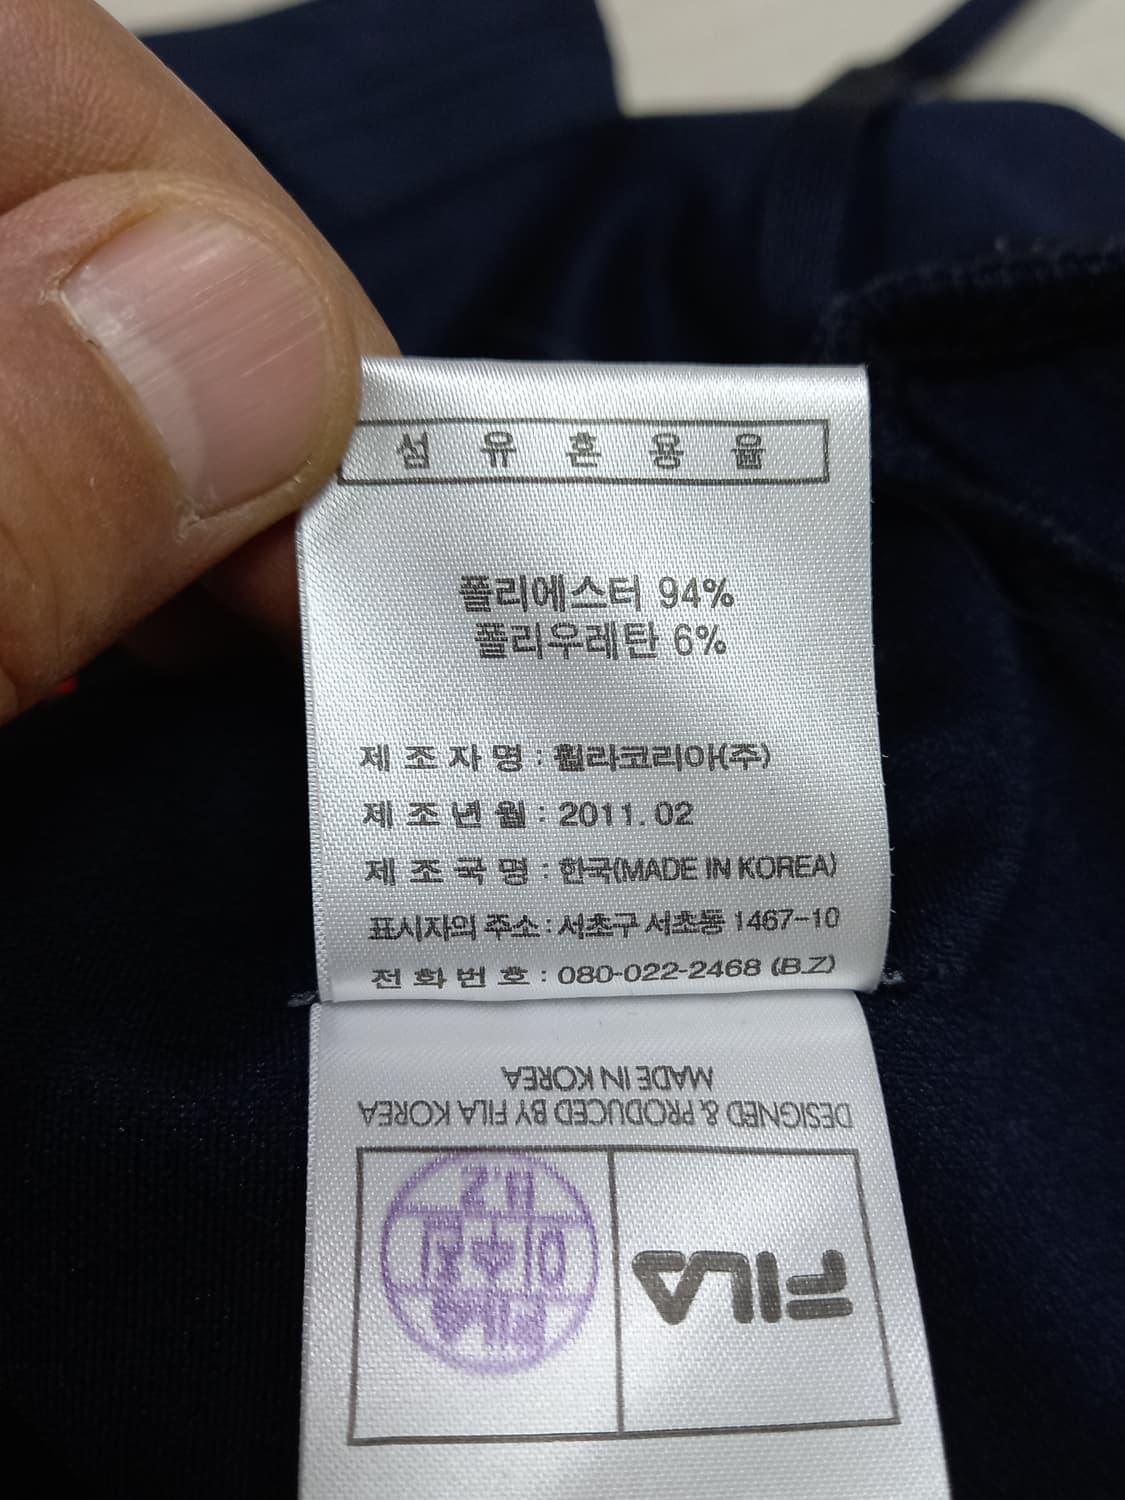 섬 유 혼 용 율
폴리에스터 94%
폴리우레탄 6%
제 조 자 명 : 휠라코리아(주)
제 조 년 월 : 2011. 02
제 조 국 명 : 한국(MADE IN KOREA)
표시자의 주소 : 서초구 서초동 1467-10
전 화 번 호 : 080-022-2468 (B.Z)
MADE IN KOREA
DESIGNED & PRODUCED BY FILA KOREA
11.2
FILA